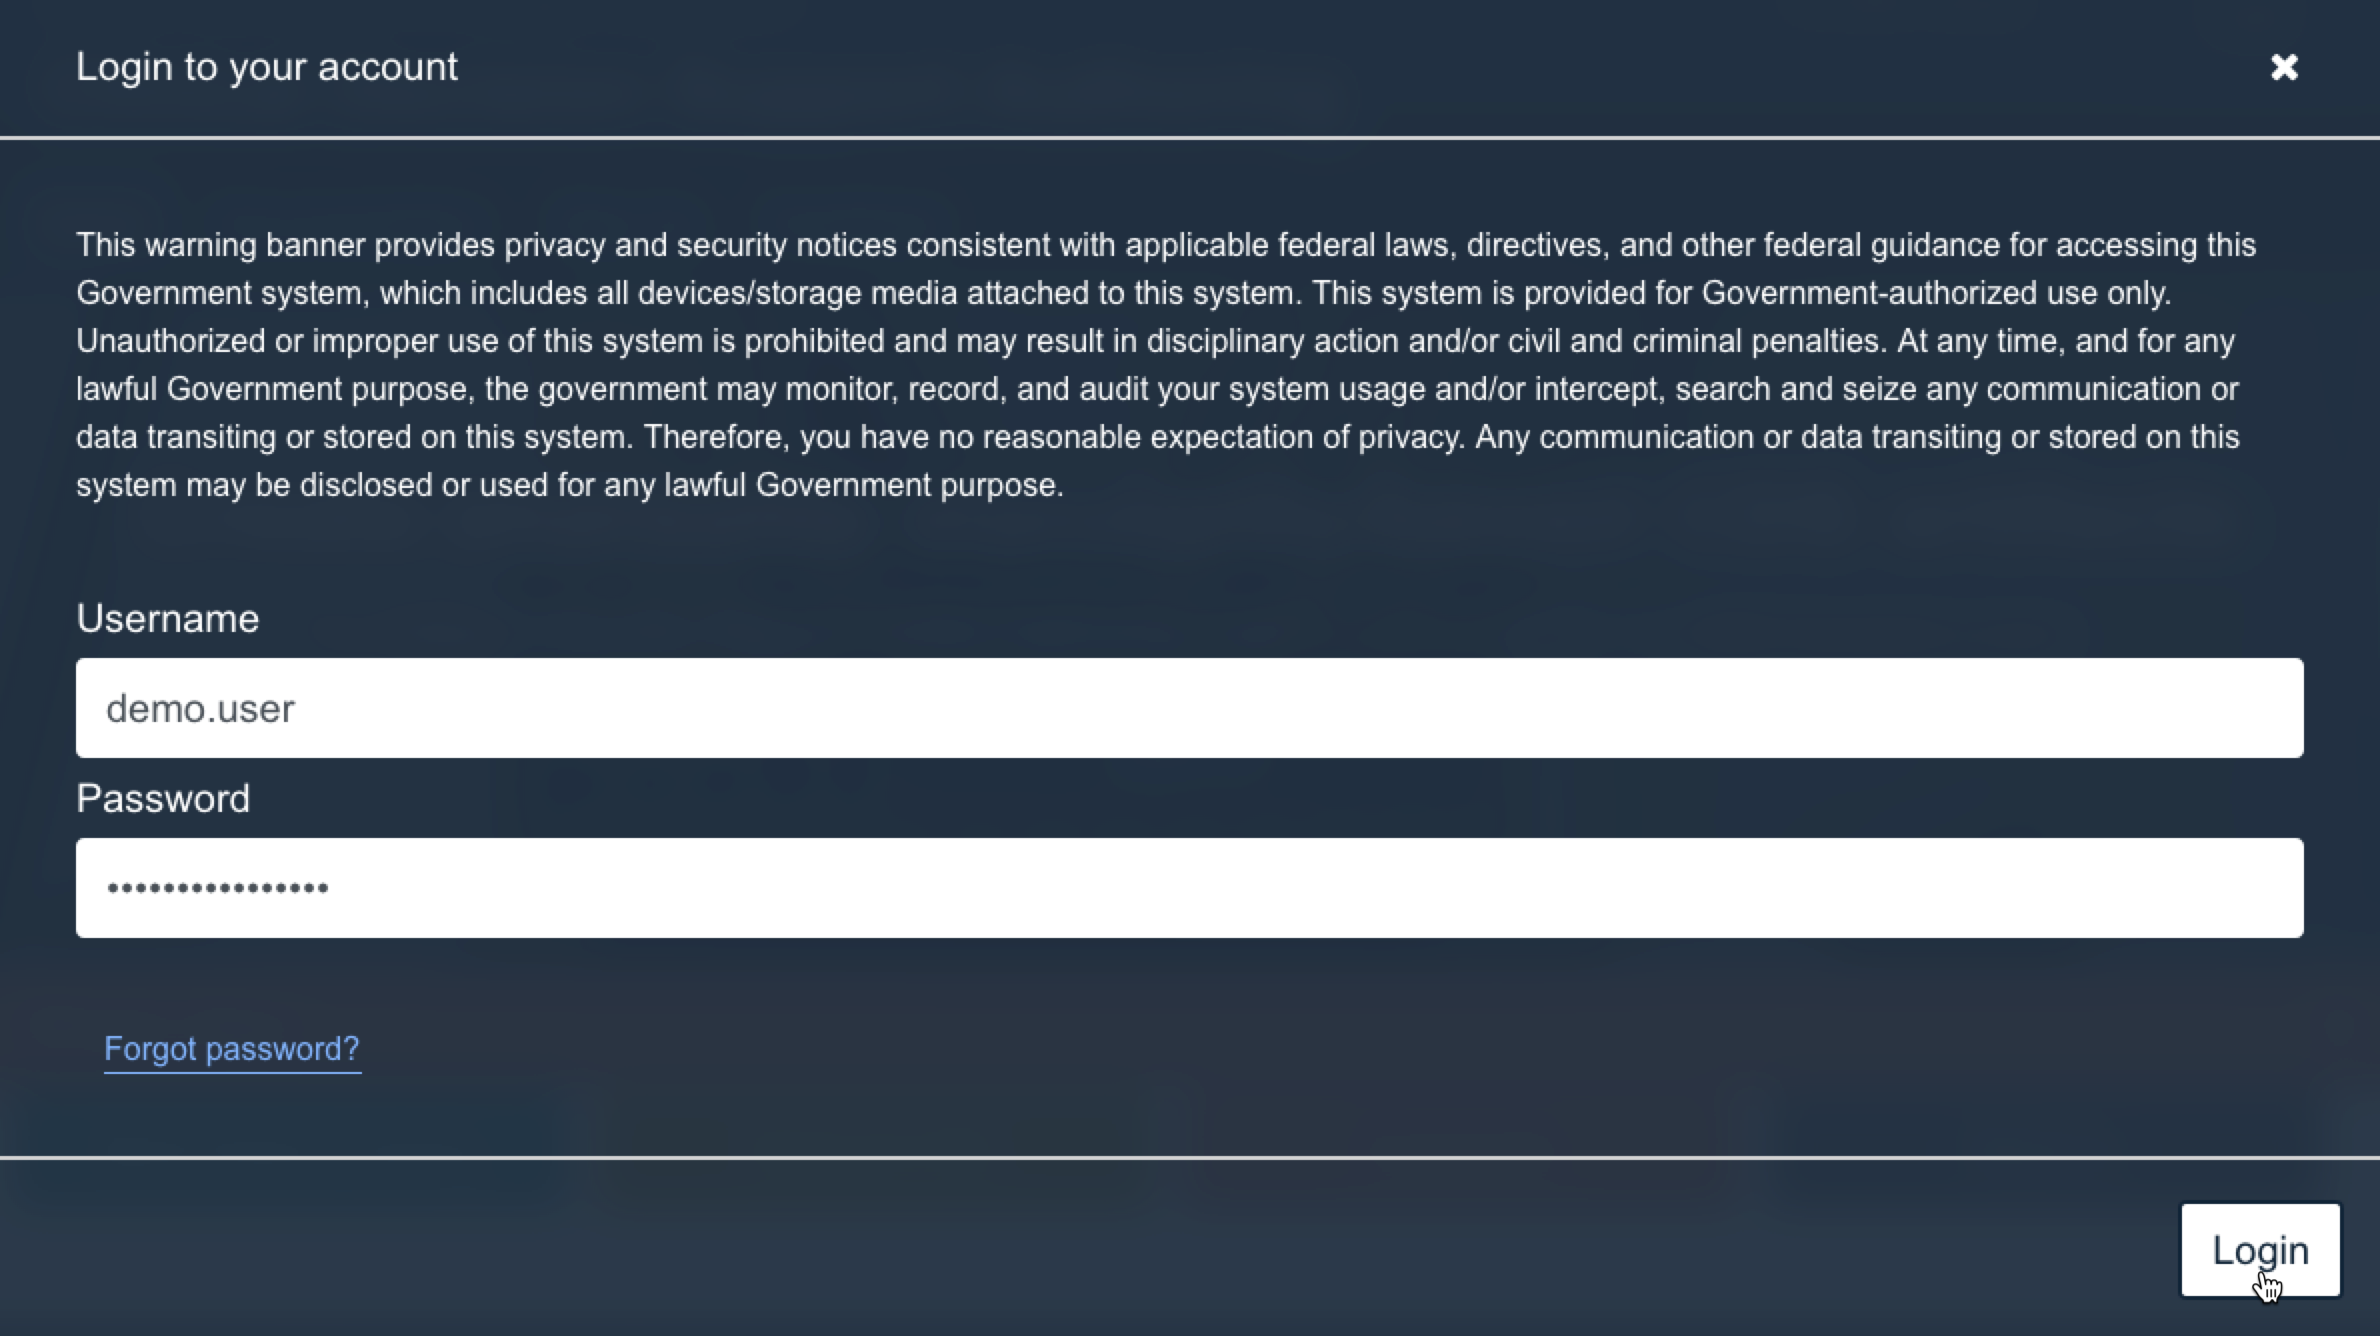 Login to your account
This warning banner provides privacy and security notices consistent with applicable federal laws, directives, and other federal guidance for accessing this
Government system, which includes all devices/storage media attached to this system. This system is provided for Government-authorized use only.
Unauthorized or improper use of this system is prohibited and may result in disciplinary action and/or civil and criminal penalties. At any time, and for any
lawful Government purpose, the government may monitor, record, and audit your system usage and/or intercept, search and seize any communication or
data transiting or stored on this system. Therefore, you have no reasonable expectation of privacy. Any communication or data transiting or stored on this
system may be disclosed or used for any lawful Government purpose.
Username
demo.user
Password
••••••••••••••••
Forgot password?
Login